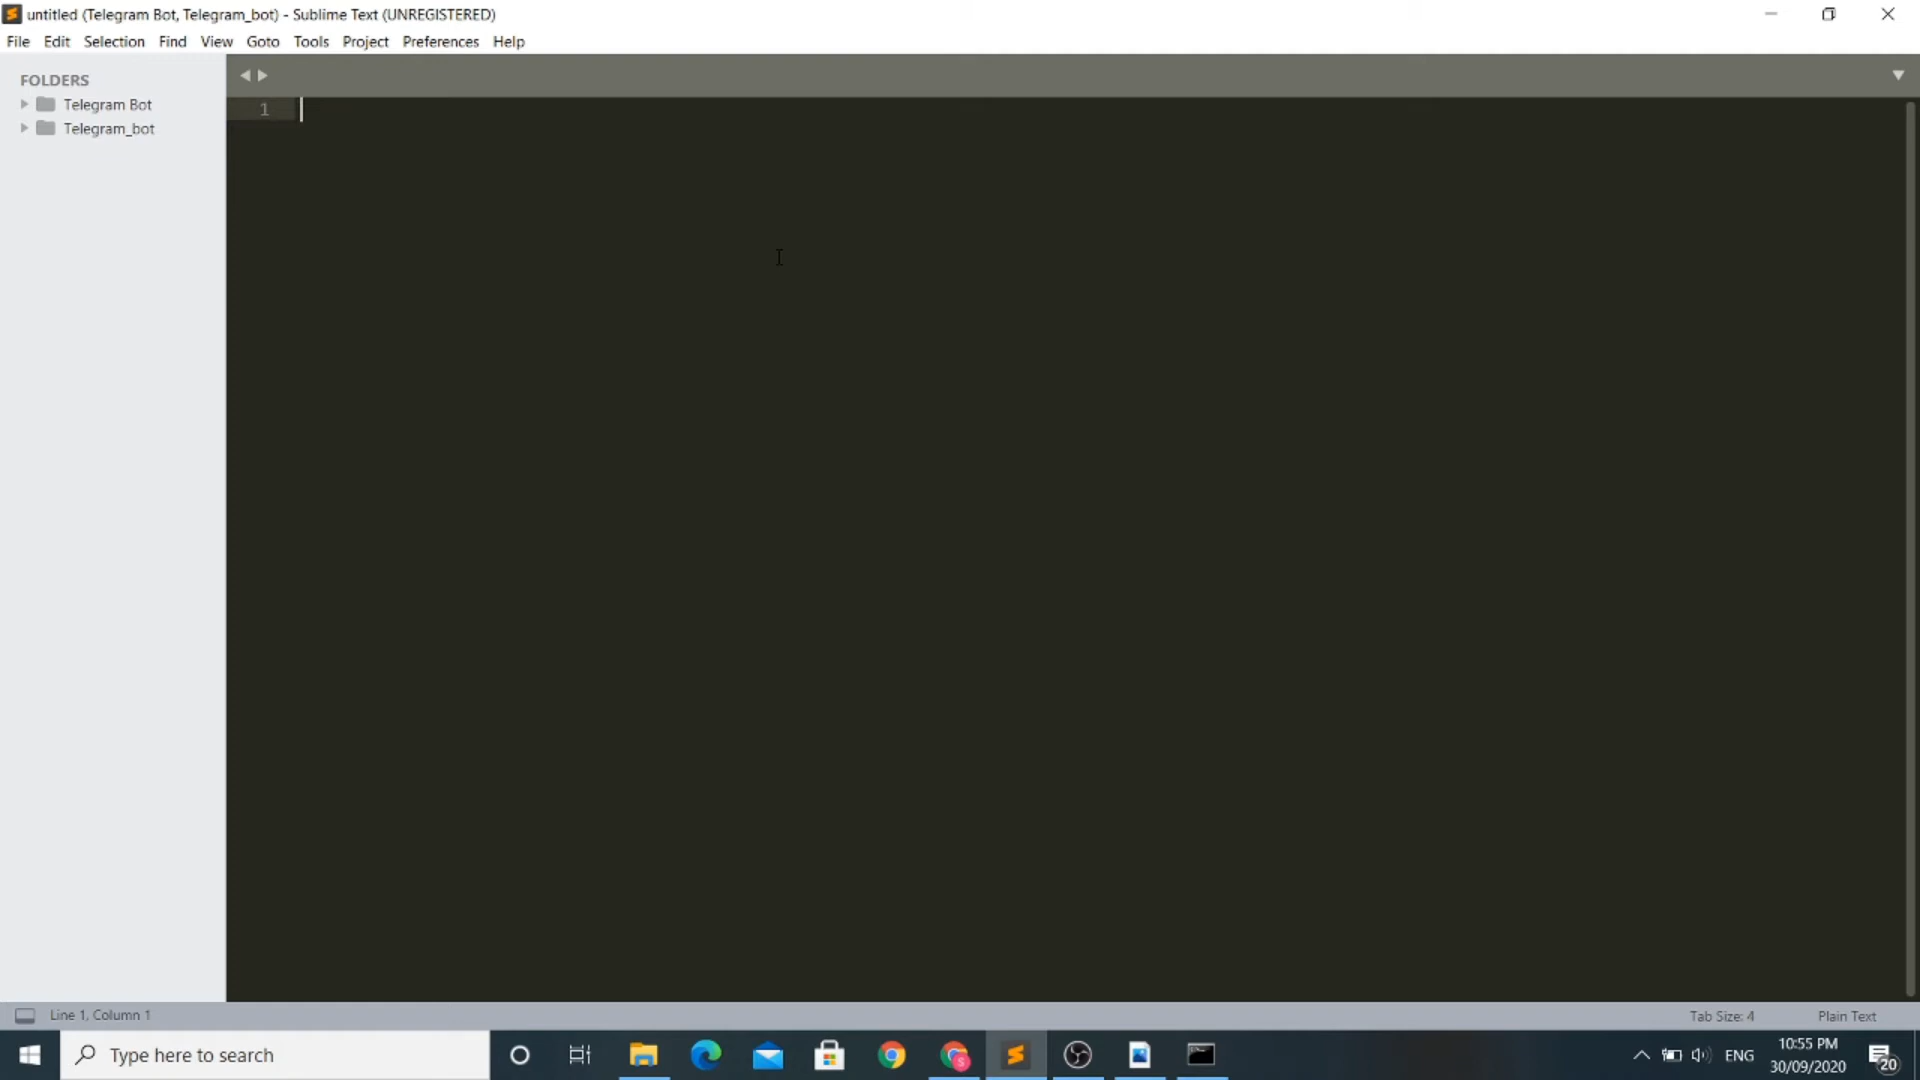 untitled (Telegram Bot, Telegram_bot) - Sublime Text (UNREGISTERED)
File Edit Selection Find View Goto Tools Project Preferences Help
FOLDERS
Telegram Bot
Telegram_bot
1
Line 1, Column 1
Tab Size: 4
Plain Text
Type here to search
ENG
10:55 PM
30/09/2020
20